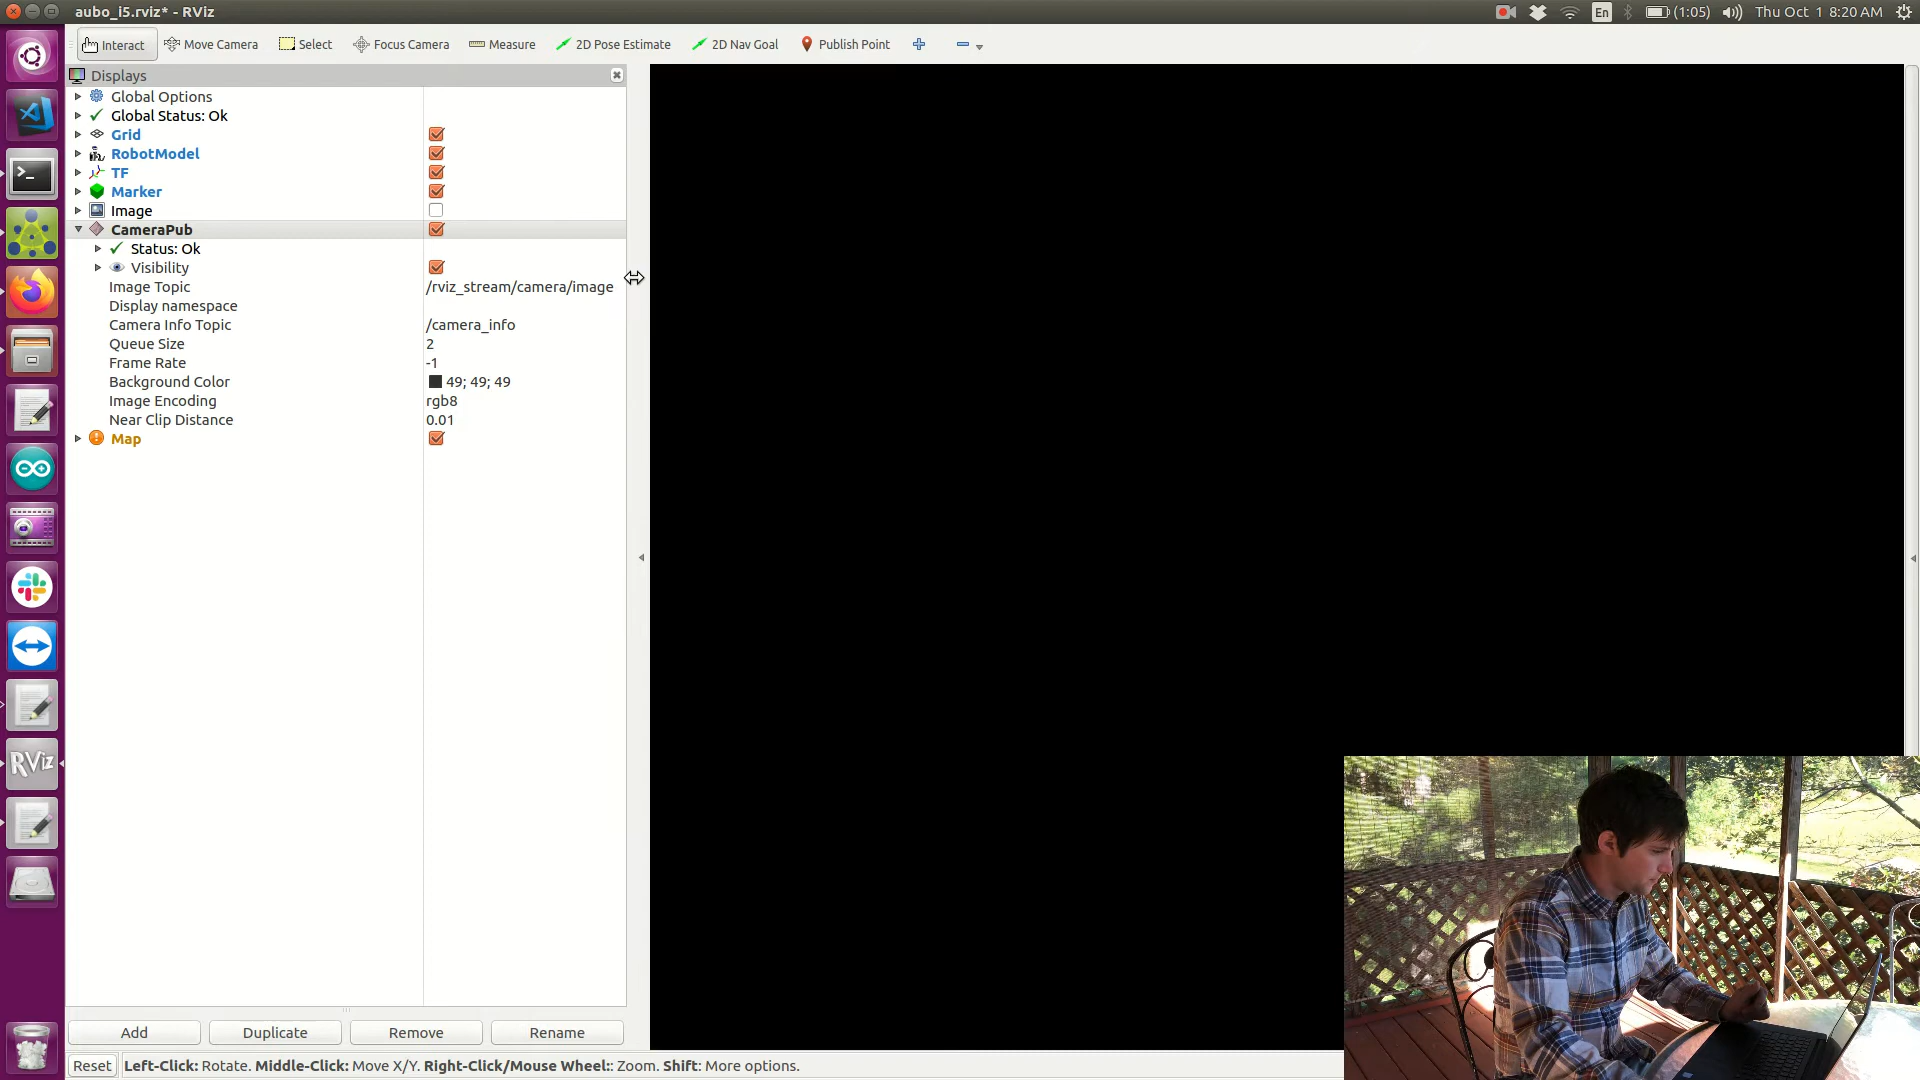 aubo_i5.rviz* - RViz
En
(1:05)
Thu Oct 1 8:20 AM
Interact
Move Camera
Select
Focus Camera
Measure
2D Pose Estimate
2D Nav Goal
Publish Point
Displays
Global Options
Global Status: Ok
Grid
RobotModel
TF
Marker
Image
CameraPub
Status: Ok
Visibility
Image Topic /rviz_stream/camera/image
Display namespace
Camera Info Topic /camera_info
Queue Size 2
Frame Rate -1
Background Color 49; 49; 49
Image Encoding rgb8
Near Clip Distance 0.01
Map
RViz
Add
Duplicate
Remove
Rename
Reset
Left-Click: Rotate. Middle-Click: Move X/Y. Right-Click/Mouse Wheel:: Zoom. Shift: More options.